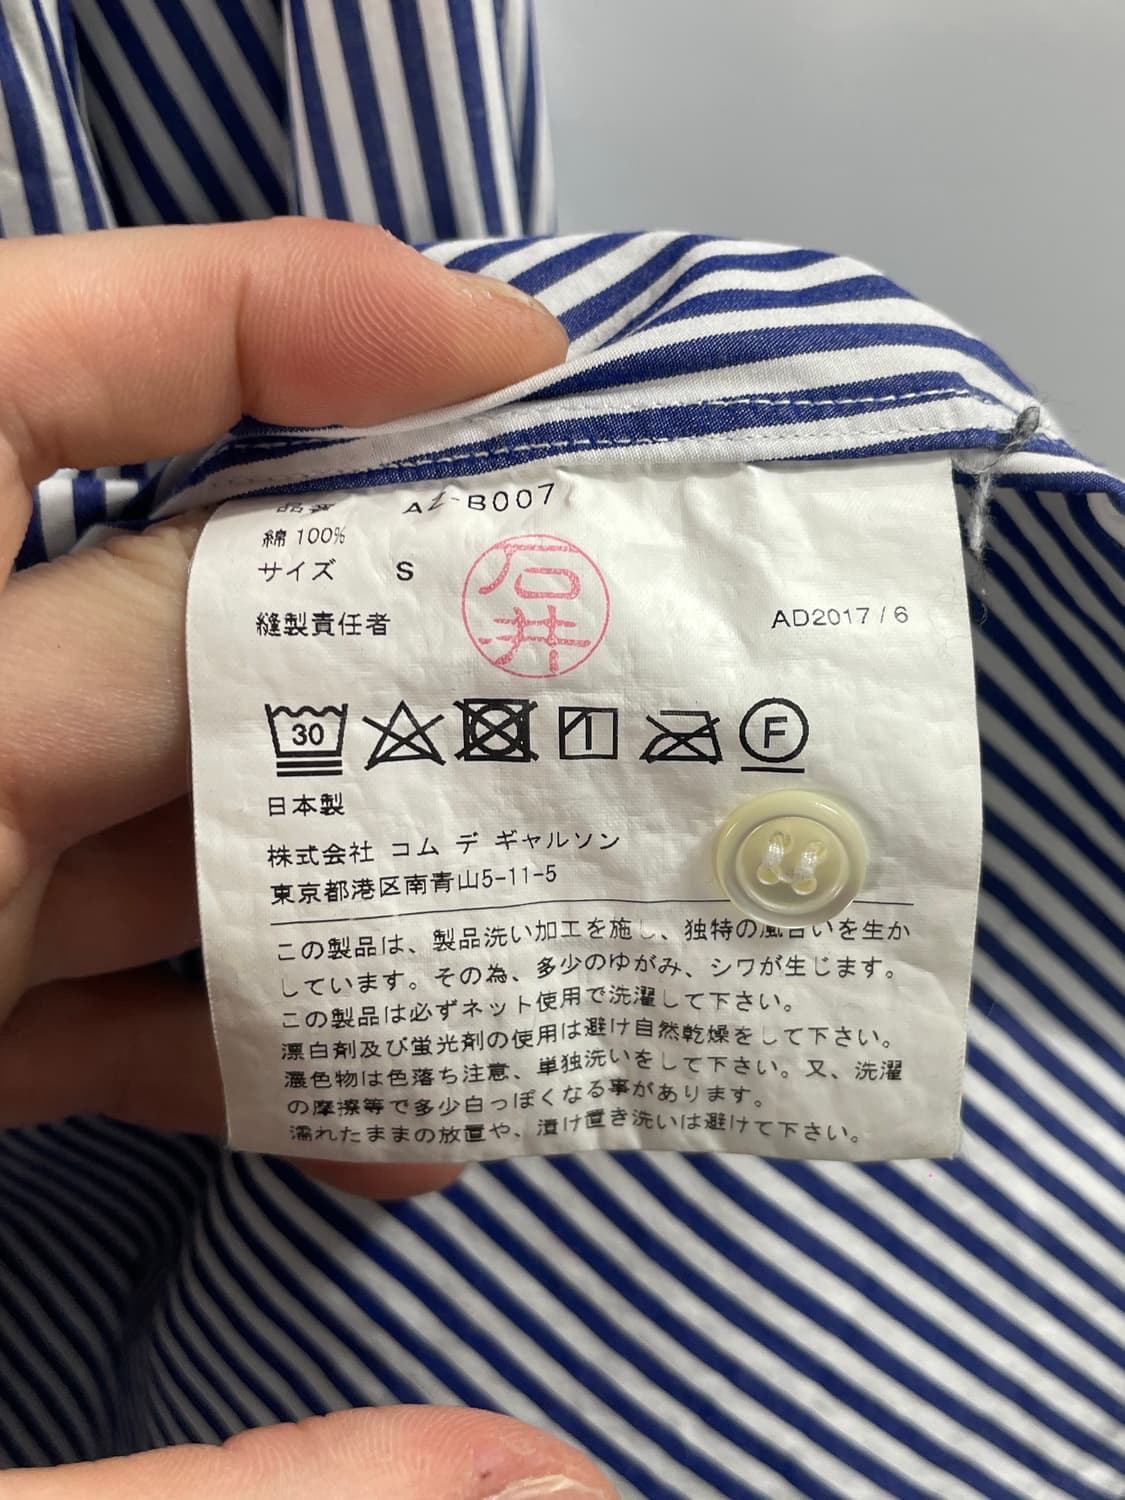 品番 AZ-B007
綿 100%
サイズ S
石井
縫製責任者 AD2017 / 6
30 F
日本製
株式会社 コム デ ギャルソン
東京都港区南青山5-11-5
この製品は、製品洗い加工を施し、独特の風合いを生か
しています。その為、多少のゆがみ、シワが生じます。
この製品は必ずネット使用で洗濯して下さい。
漂白剤及び蛍光剤の使用は避け自然乾燥をして下さい。
濃色物は色落ち注意、単独洗いをして下さい。又、洗濯
の摩擦等で多少白っぽくなる事があります。
濡れたままの放置や、漬け置き洗いは避けて下さい。